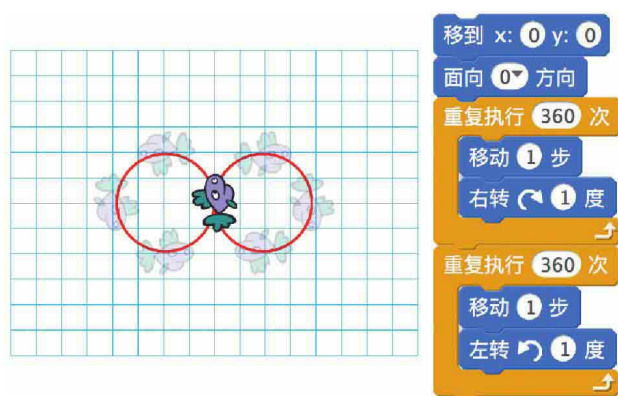 移到 x: 0 y: 0
面向 0 方向
重复执行 360 次
移动 1 步
右转 1 度
重复执行 360 次
移动 1 步
左转 1 度